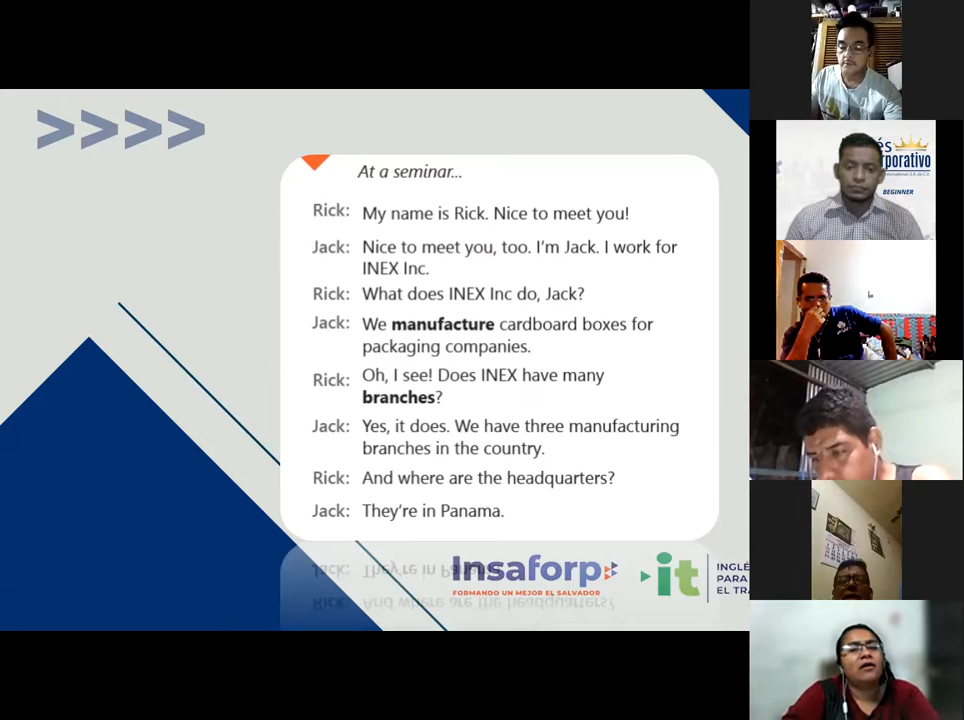 >>>>
At a seminar...
Rick: My name is Rick. Nice to meet you!
Jack: Nice to meet you, too. I'm Jack. I work for
INEX Inc.
Rick: What does INEX Inc do, Jack?
Jack: We manufacture cardboard boxes for
packaging companies.
Rick: Oh, I see! Does INEX have many
branches?
Jack: Yes, it does. We have three manufacturing
branches in the country.
Rick: And where are the headquarters?
Jack: They're in Panama.
Insaforp
FORMANDO UN MEJOR EL SALVADOR
it
INGLÉ
PARA
EL TRA
és
rporativo
BEGINNER